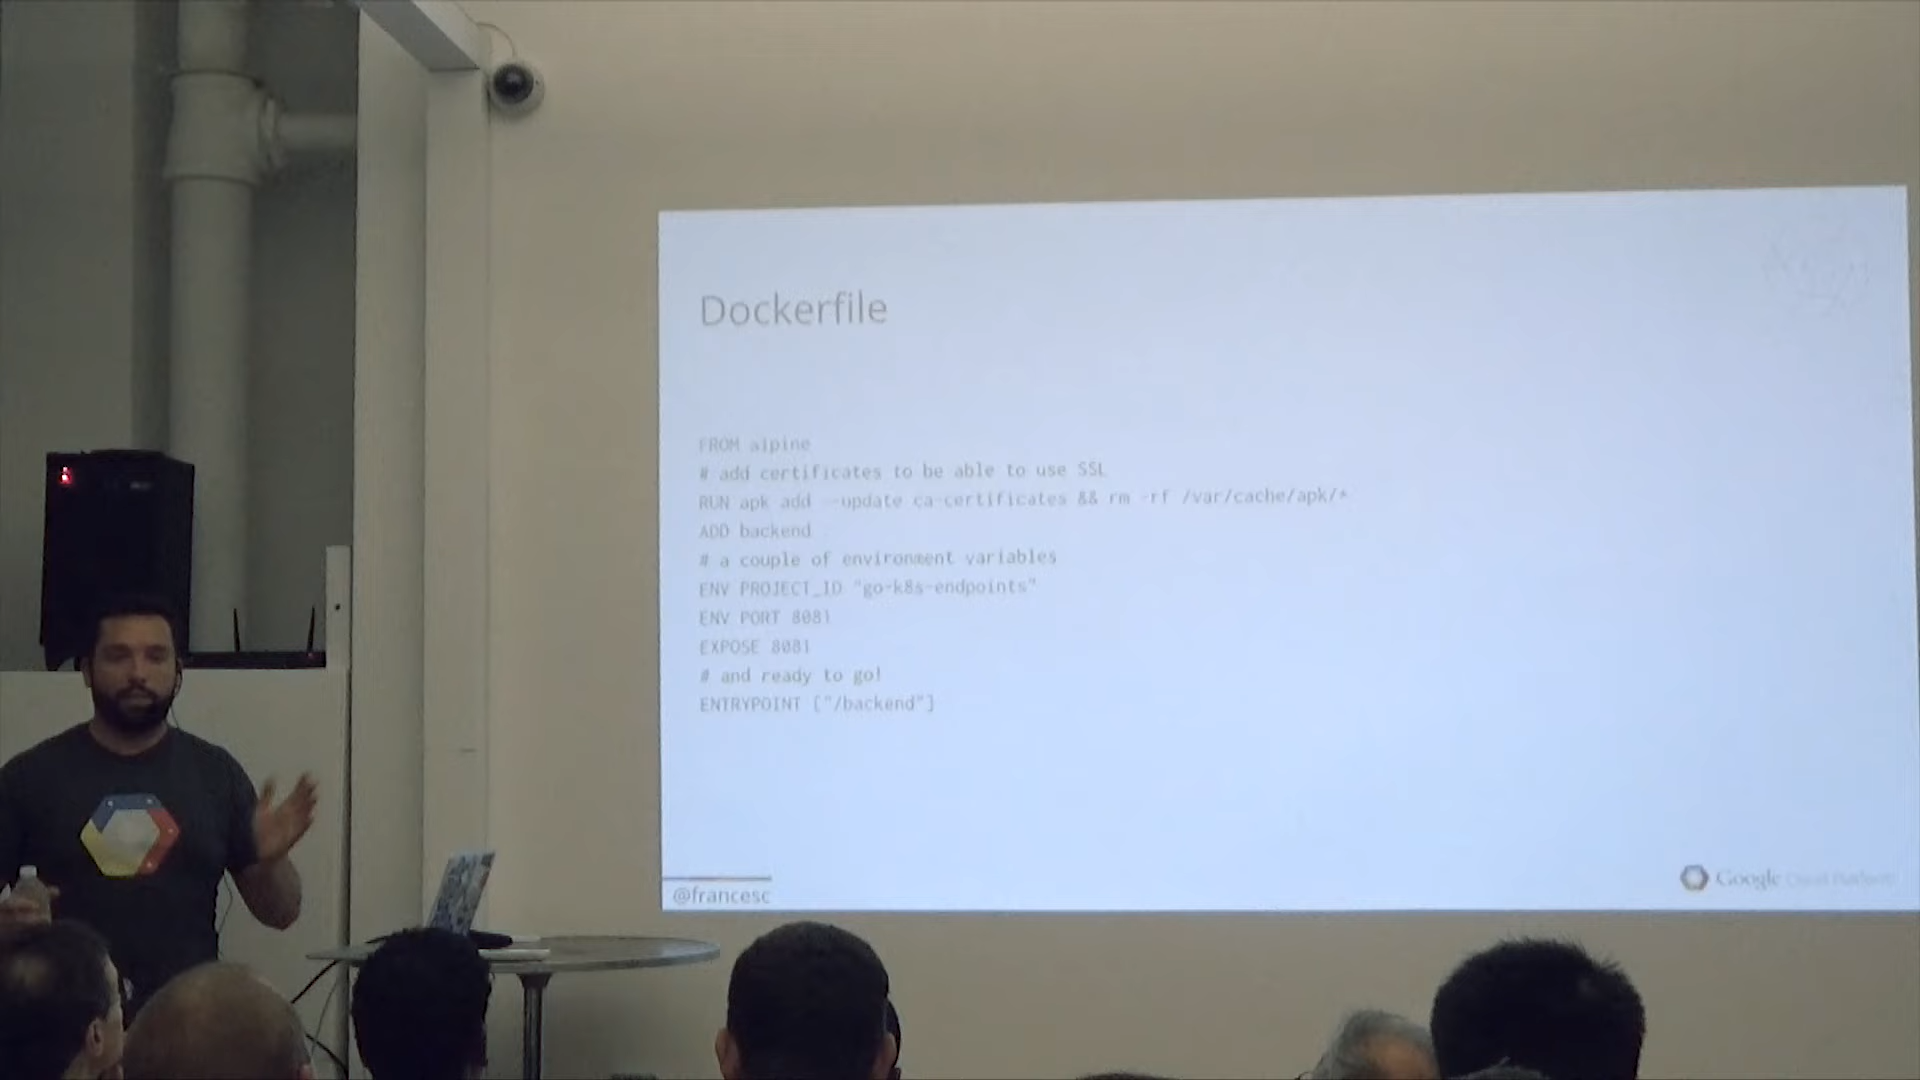 Dockerfile
FROM alpine
# add certificates to be able to use SSL
RUN apk add --update ca-certificates && rm -rf /var/cache/apk/*
ADD backend
# a couple of environment variables
ENV PROJECT_ID "go-k8s-endpoints"
ENV PORT 8081
EXPOSE 8081
# and ready to go!
ENTRYPOINT ["/backend"]
@francesc
Google Cloud Platform